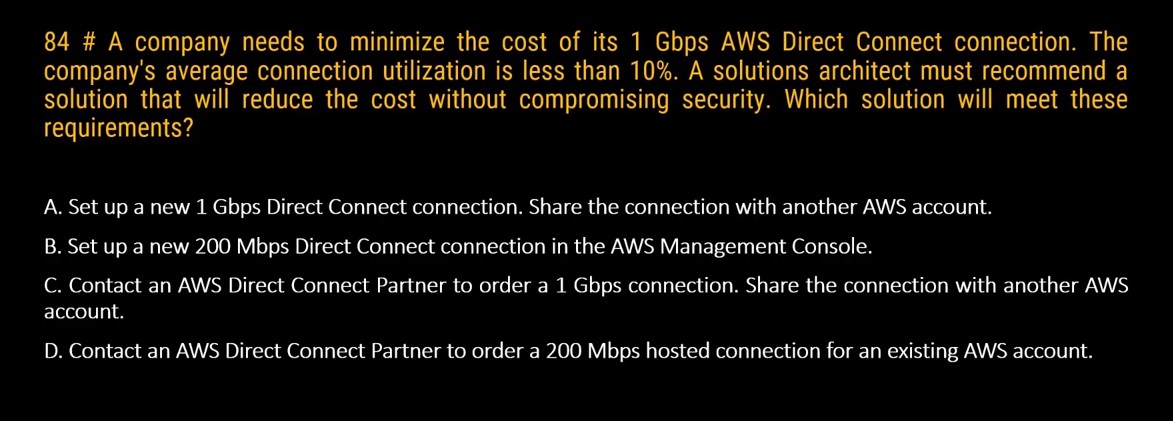 84 # A company needs to minimize the cost of its 1 Gbps AWS Direct Connect connection. The
company's average connection utilization is less than 10%. A solutions architect must recommend a
solution that will reduce the cost without compromising security. Which solution will meet these
requirements?
A. Set up a new 1 Gbps Direct Connect connection. Share the connection with another AWS account.
B. Set up a new 200 Mbps Direct Connect connection in the AWS Management Console.
C. Contact an AWS Direct Connect Partner to order a 1 Gbps connection. Share the connection with another AWS
account.
D. Contact an AWS Direct Connect Partner to order a 200 Mbps hosted connection for an existing AWS account.